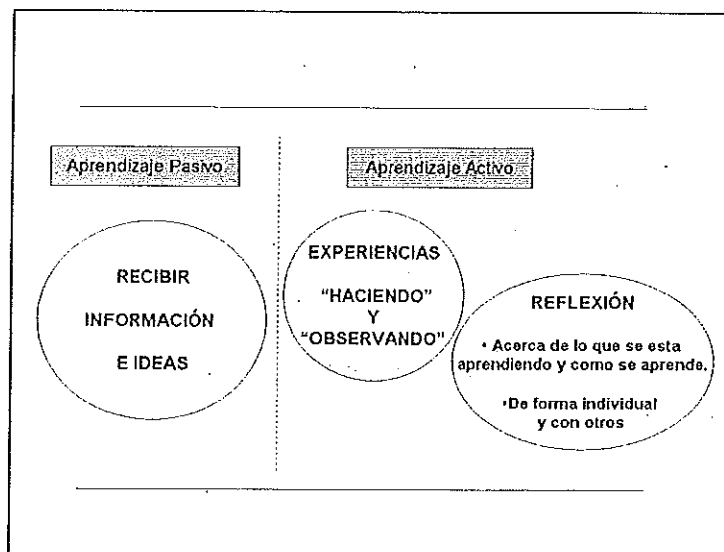 Aprendizaje Pasivo
Aprendizaje Activo
RECIBIR
INFORMACIÓN
E IDEAS
EXPERIENCIAS
"HACIENDO"
Y
"OBSERVANDO"
REFLEXIÓN
• Acerca de lo que se esta
aprendiendo y como se aprende.
•De forma individual
y con otros